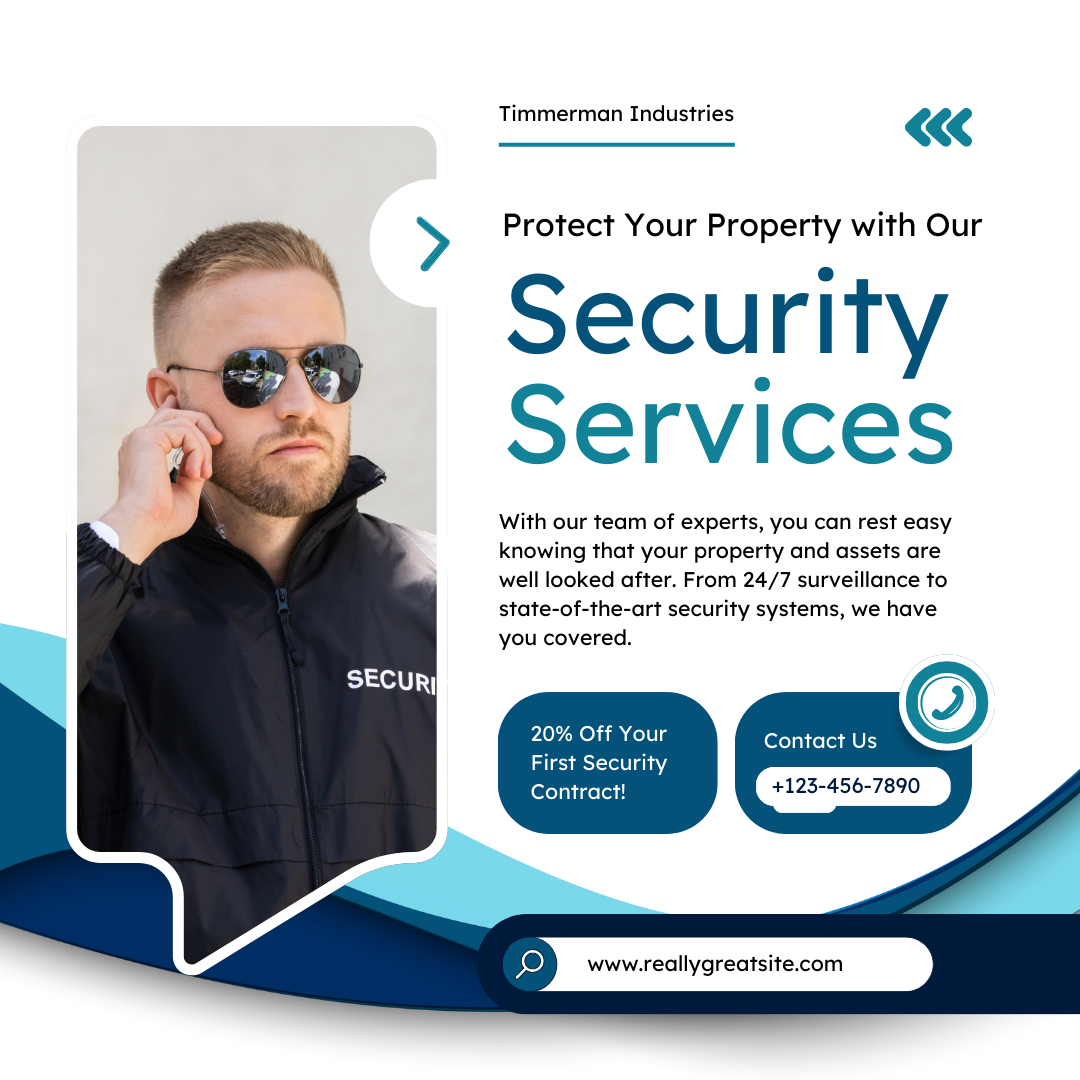 Timmerman Industries
Protect Your Property with Our
Security
Services
With our team of experts, you can rest easy
knowing that your property and assets are
well looked after. From 24/7 surveillance to
state-of-the-art security systems, we have
you covered.
SECURI
20% Off Your
First Security
Contract!
Contact Us
+123-456-7890
www.reallygreatsite.com